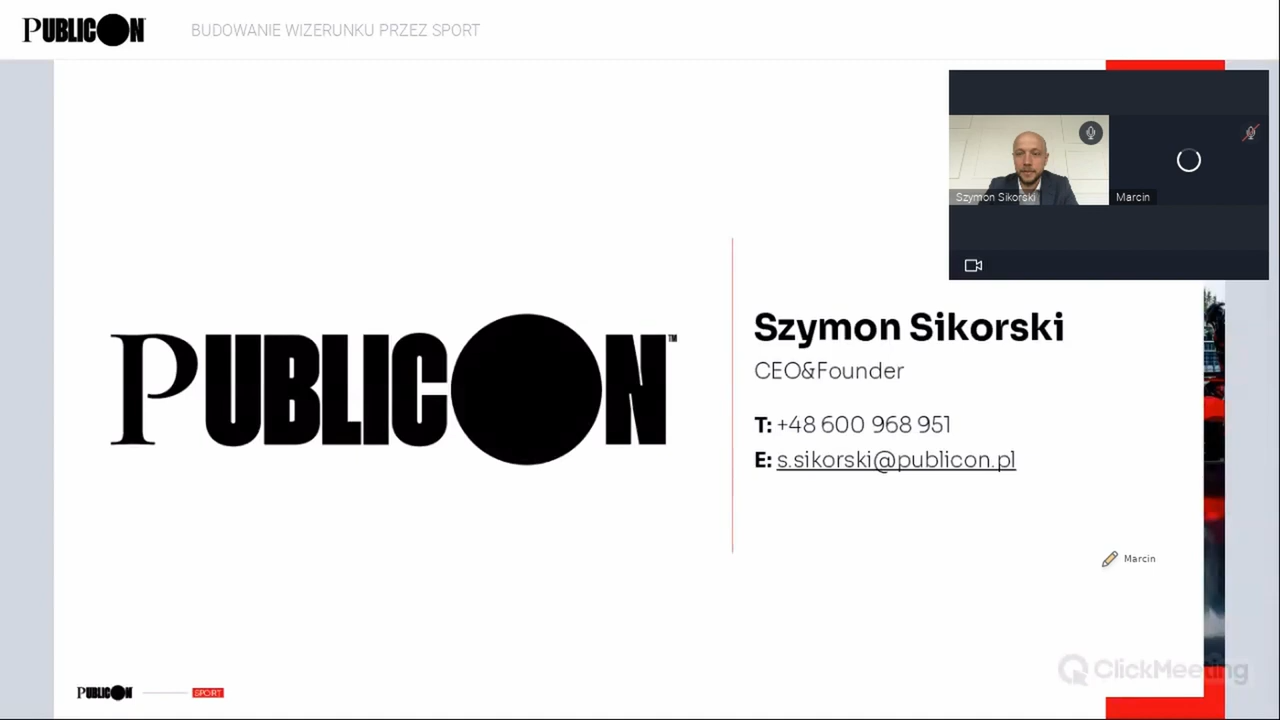 PUBLICON
BUDOWANIE WIZERUNKU PRZEZ SPORT
Szymon Sikorski
Marcin
PUBLICON™
Szymon Sikorski
CEO&Founder
T: +48 600 968 951
E: s.sikorski@publicon.pl
Marcin
ClickMeeting
PUBLICON
SPORT